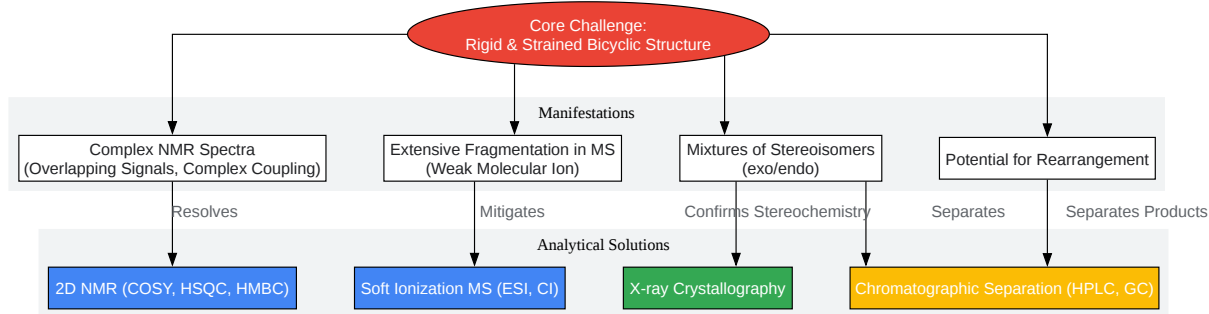 Core Challenge:
Rigid & Strained Bicyclic Structure
Manifestations
Complex NMR Spectra
(Overlapping Signals, Complex Coupling)
Extensive Fragmentation in MS
(Weak Molecular Ion)
Mixtures of Stereoisomers
(exo/endo)
Potential for Rearrangement
Resolves
Mitigates
Confirms Stereochemistry
Separates
Separates Products
Analytical Solutions
2D NMR (COSY, HSQC, HMBC)
Soft Ionization MS (ESI, CI)
X-ray Crystallography
Chromatographic Separation (HPLC, GC)